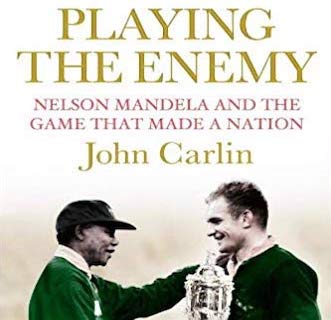 PLAYING
THE ENEMY
NELSON MANDELA AND THE
GAME THAT MADE A NATION
John Carlin